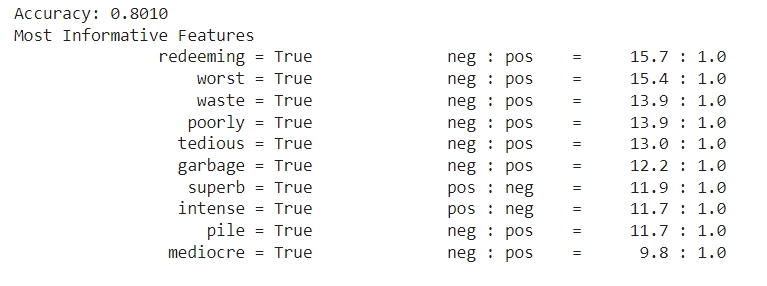 Accuracy: 0.8010
Most Informative Features
redeeming = True neg : pos = 15.7 : 1.0
worst = True neg : pos = 15.4 : 1.0
waste = True neg : pos = 13.9 : 1.0
poorly = True neg : pos = 13.9 : 1.0
tedious = True neg : pos = 13.0 : 1.0
garbage = True neg : pos = 12.2 : 1.0
superb = True pos : neg = 11.9 : 1.0
intense = True pos : neg = 11.7 : 1.0
pile = True neg : pos = 11.7 : 1.0
mediocre = True neg : pos = 9.8 : 1.0